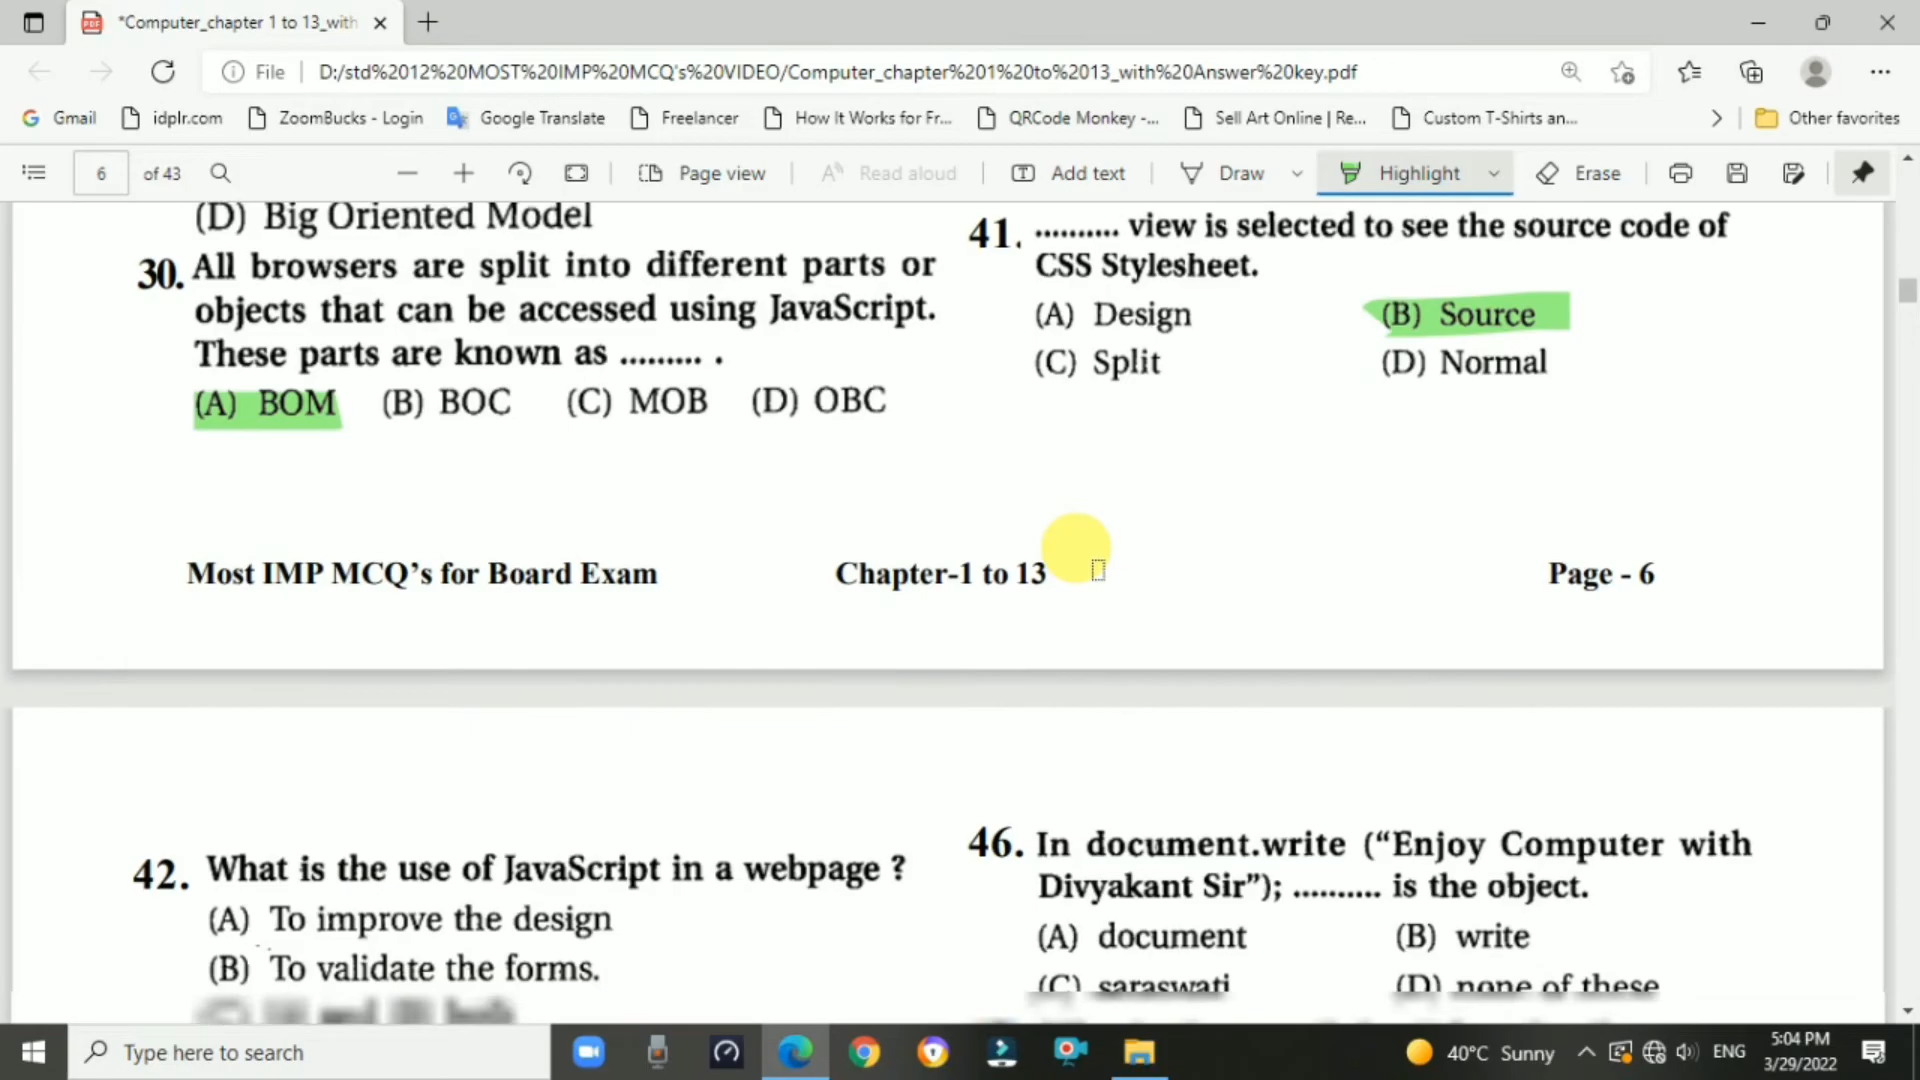 *Computer_chapter 1 to 13_with
File
D:/std%2012%20MOST%20IMP%20MCQ's%20VIDEO/Computer_chapter%201%20to%2013_with%20Answer%20key.pdf
Gmail
idplr.com
ZoomBucks - Login
Google Translate
Freelancer
How It Works for Fr...
QRCode Monkey -...
Sell Art Online | Re...
Custom T-Shirts an...
Other favorites
6 of 43
Page view
Read aloud
Add text
Draw
Highlight
Erase
(D) Big Oriented Model
30. All browsers are split into different parts or
objects that can be accessed using JavaScript.
These parts are known as ......... .
(A) BOM (B) BOC (C) MOB (D) OBC
41. .......... view is selected to see the source code of
CSS Stylesheet.
(A) Design (B) Source
(C) Split (D) Normal
Most IMP MCQ's for Board Exam Chapter-1 to 13 Page - 6
42. What is the use of JavaScript in a webpage ?
(A) To improve the design
(B) To validate the forms.
46. In document.write (“Enjoy Computer with
Divyakant Sir”); .......... is the object.
(A) document (B) write
(C) saraswati (D) none of these
Type here to search
40°C Sunny
ENG
5:04 PM
3/29/2022